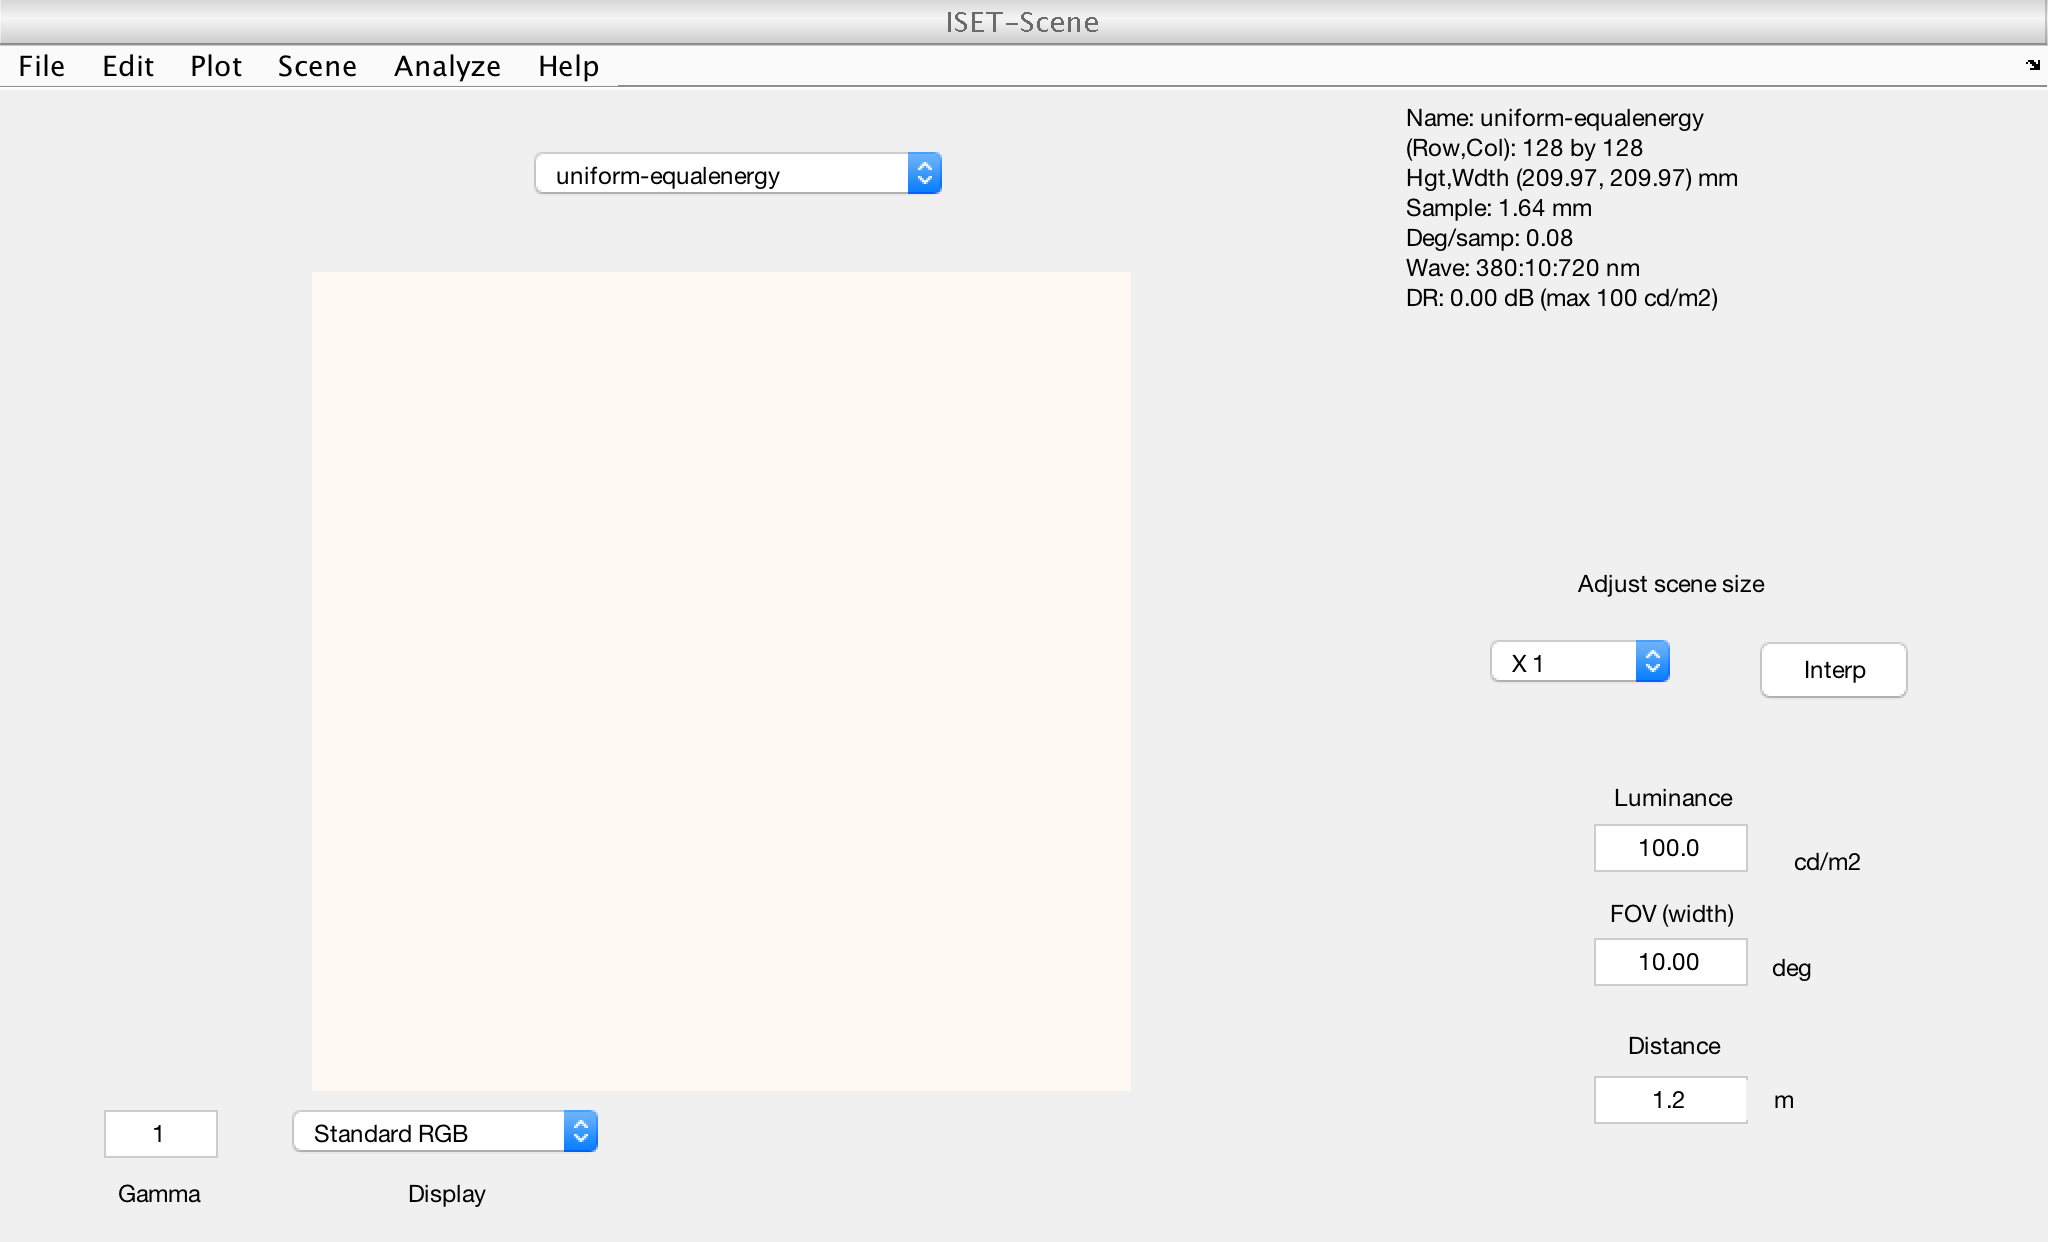 ISET-Scene
File Edit Plot Scene Analyze Help
uniform-equalenergy
Name: uniform-equalenergy
(Row,Col): 128 by 128
Hgt,Wdth (209.97, 209.97) mm
Sample: 1.64 mm
Deg/samp: 0.08
Wave: 380:10:720 nm
DR: 0.00 dB (max 100 cd/m2)
Adjust scene size
X 1
Interp
Luminance
100.0 cd/m2
FOV (width)
10.00 deg
Distance
1.2 m
1 Standard RGB
Gamma Display